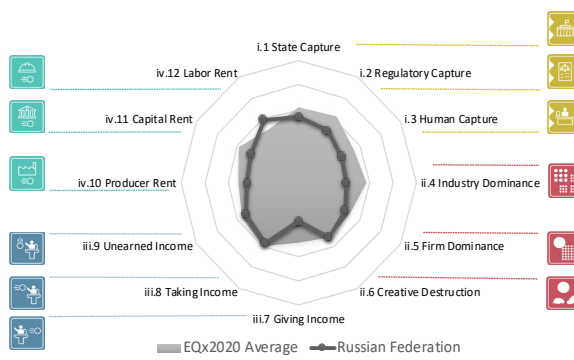 i.1 State Capture
iv.12 Labor Rent
i.2 Regulatory Capture
iv.11 Capital Rent
i.3 Human Capture
iv.10 Producer Rent
ii.4 Industry Dominance
iii.9 Unearned Income
ii.5 Firm Dominance
iii.8 Taking Income
ii.6 Creative Destruction
iii.7 Giving Income
EQx2020 Average
Russian Federation